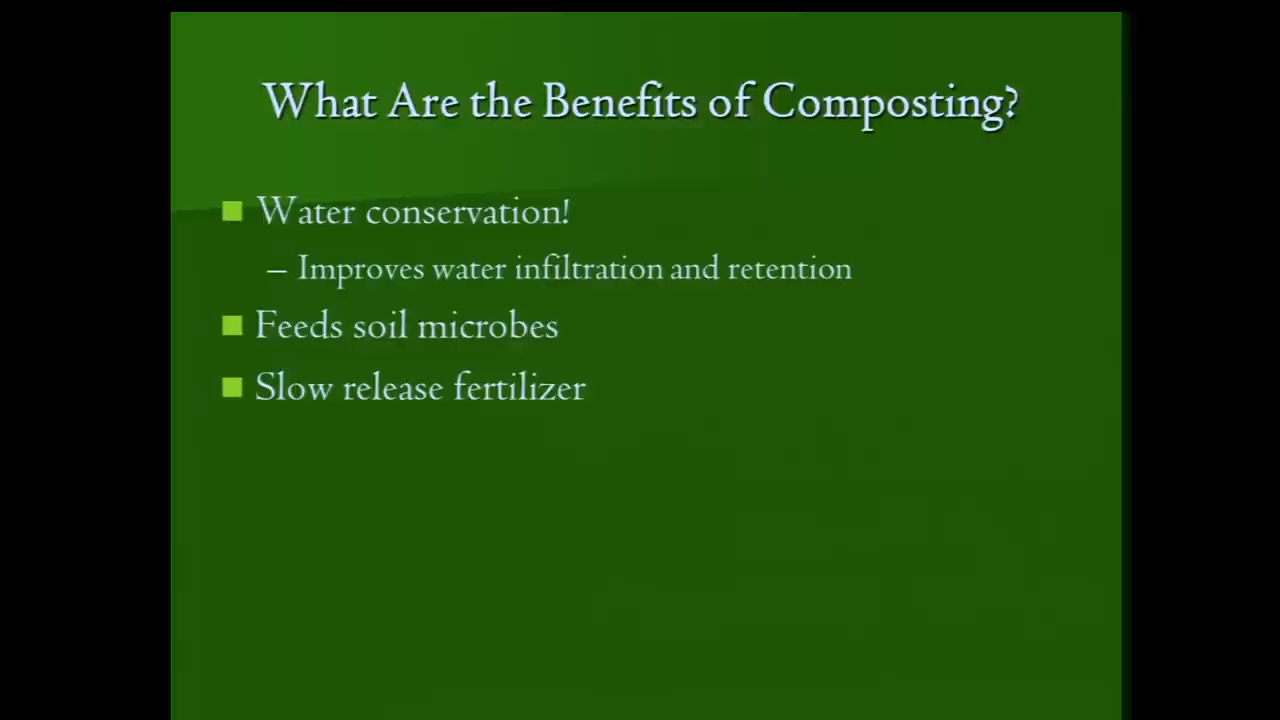 What Are the Benefits of Composting?
Water conservation!
– Improves water infiltration and retention
Feeds soil microbes
Slow release fertilizer